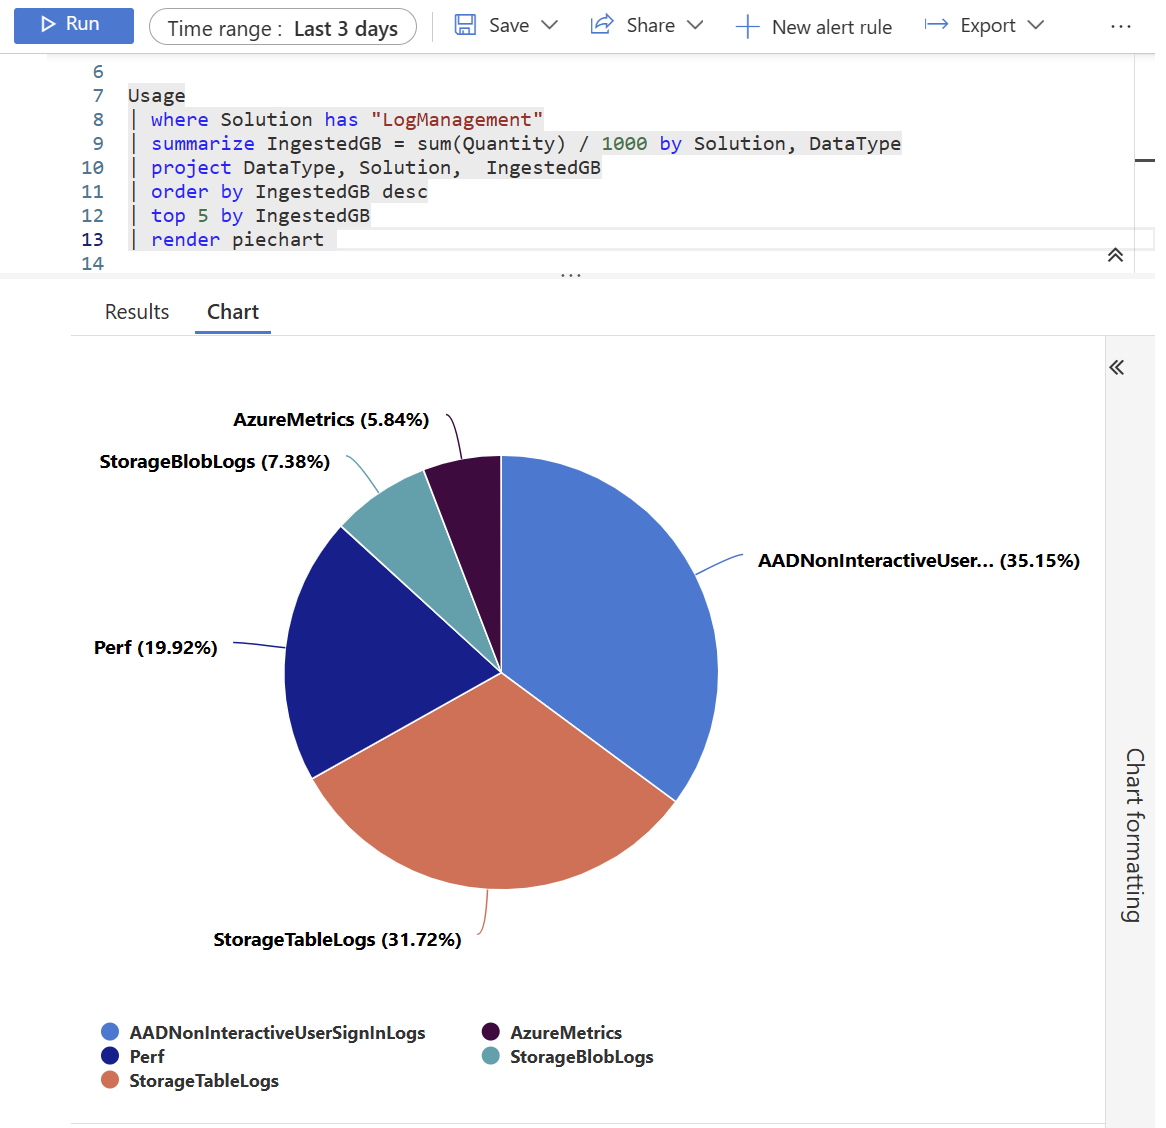 Run
Time range : Last 3 days
Save
Share
New alert rule
Export
...
6
7 Usage
8 | where Solution has "LogManagement"
9 | summarize IngestedGB = sum(Quantity) / 1000 by Solution, DataType
10 | project DataType, Solution,  IngestedGB
11 | order by IngestedGB desc
12 | top 5 by IngestedGB
13 | render piechart
14
...
Results
Chart
AzureMetrics (5.84%)
StorageBlobLogs (7.38%)
AADNonInteractiveUser... (35.15%)
Perf (19.92%)
StorageTableLogs (31.72%)
Chart formatting
AADNonInteractiveUserSignInLogs
Perf
StorageTableLogs
AzureMetrics
StorageBlobLogs